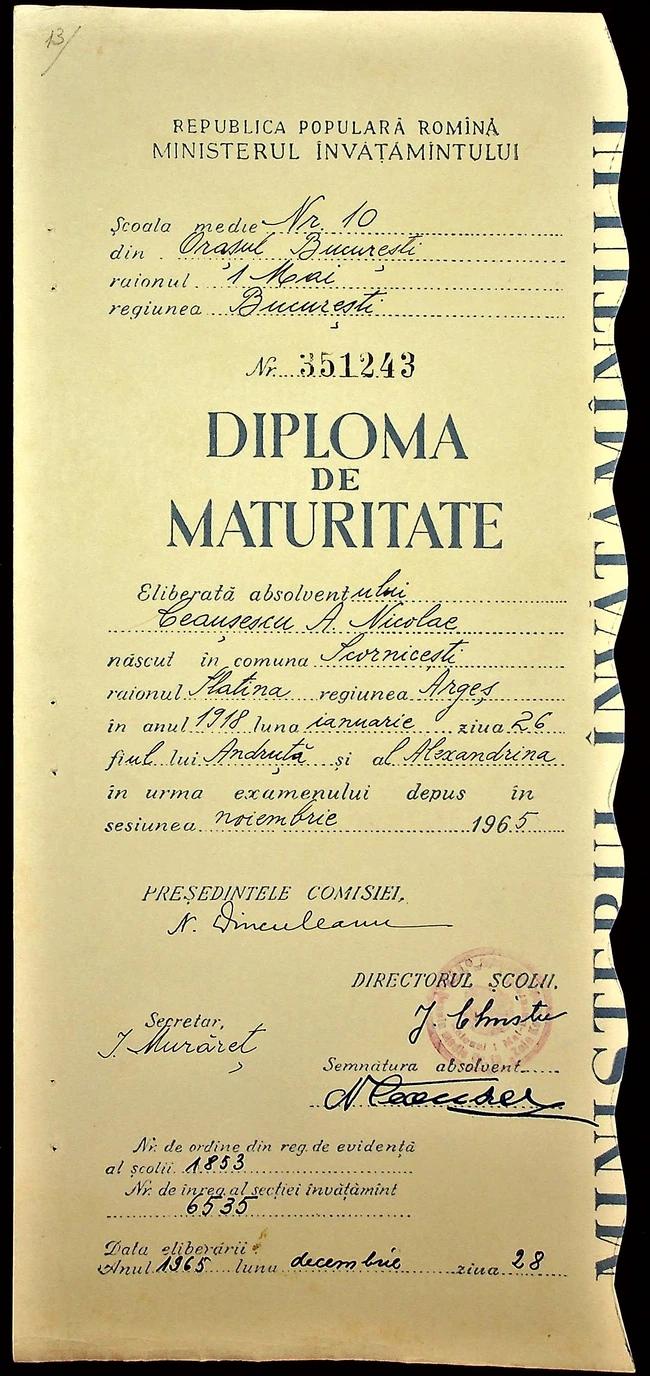 13/
REPUBLICA POPULARĂ ROMÎNĂ
MINISTERUL ÎNVĂȚĂMÎNTULUI
Școala medie Nr. 10
din Orașul București
raionul 1 Mai
regiunea București
Nr. 351243
DIPLOMA
DE
MATURITATE
Eliberată absolventului
Ceaușescu A. Nicolae
născut în comuna Scornicești
raionul Slatina regiunea Argeș
în anul 1918 luna ianuarie ziua 26
fiul lui Andruță și al Alexandrina
în urma examenului depus în
sesiunea noiembrie 1965
PREȘEDINTELE COMISIEI,
N. Dinculeanu
DIRECTORUL ȘCOLII,
J. Christu
Secretar,
I. Murăreț
Semnătura absolvent
N Ceaușescu
Nr. de ordine din reg. de evidență
al școlii 1853
Nr. de înreg. al secției învățămînt
6535
Data eliberării:
Anul 1965 luna decembrie ziua 28
MINISTERUL ÎNVĂȚĂMÎNTULUI